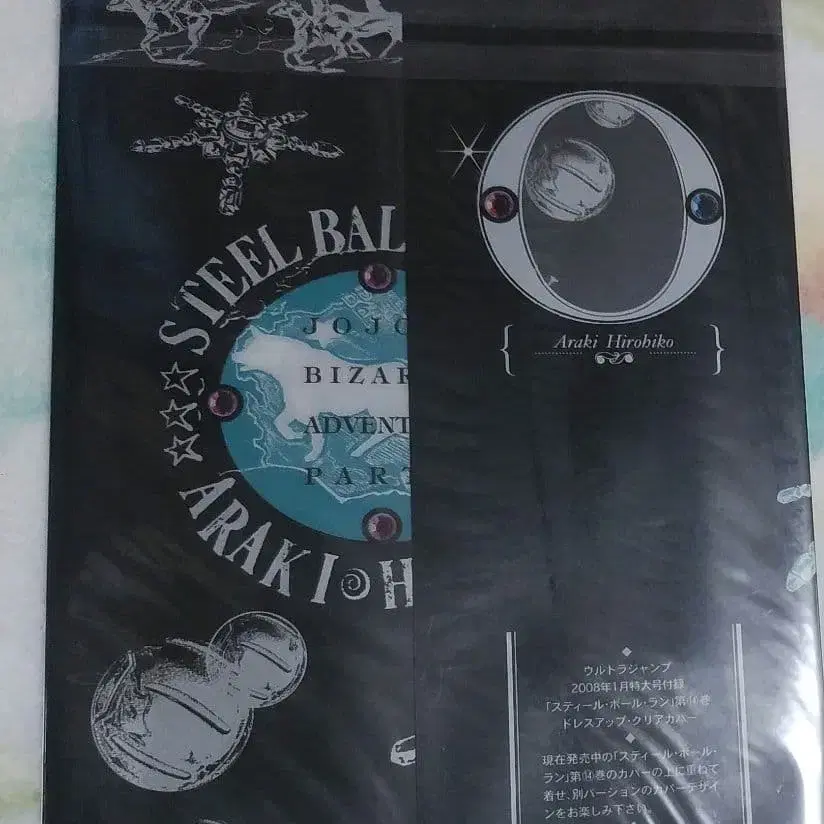 STEEL BAL
JOJO
BIZAR
ADVENT
PART
ARAKI H
O
{ Araki Hirohiko }
ウルトラジャンプ
2008年1月特大号付録
「スティール・ボール・ラン」第⑭巻
ドレスアップ・クリアカバー
現在発売中の「スティール・ボール・
ラン」第⑭巻のカバーの上に重ねて
着せ、別バージョンのカバーデザイ
ンをお楽しみ下さい。